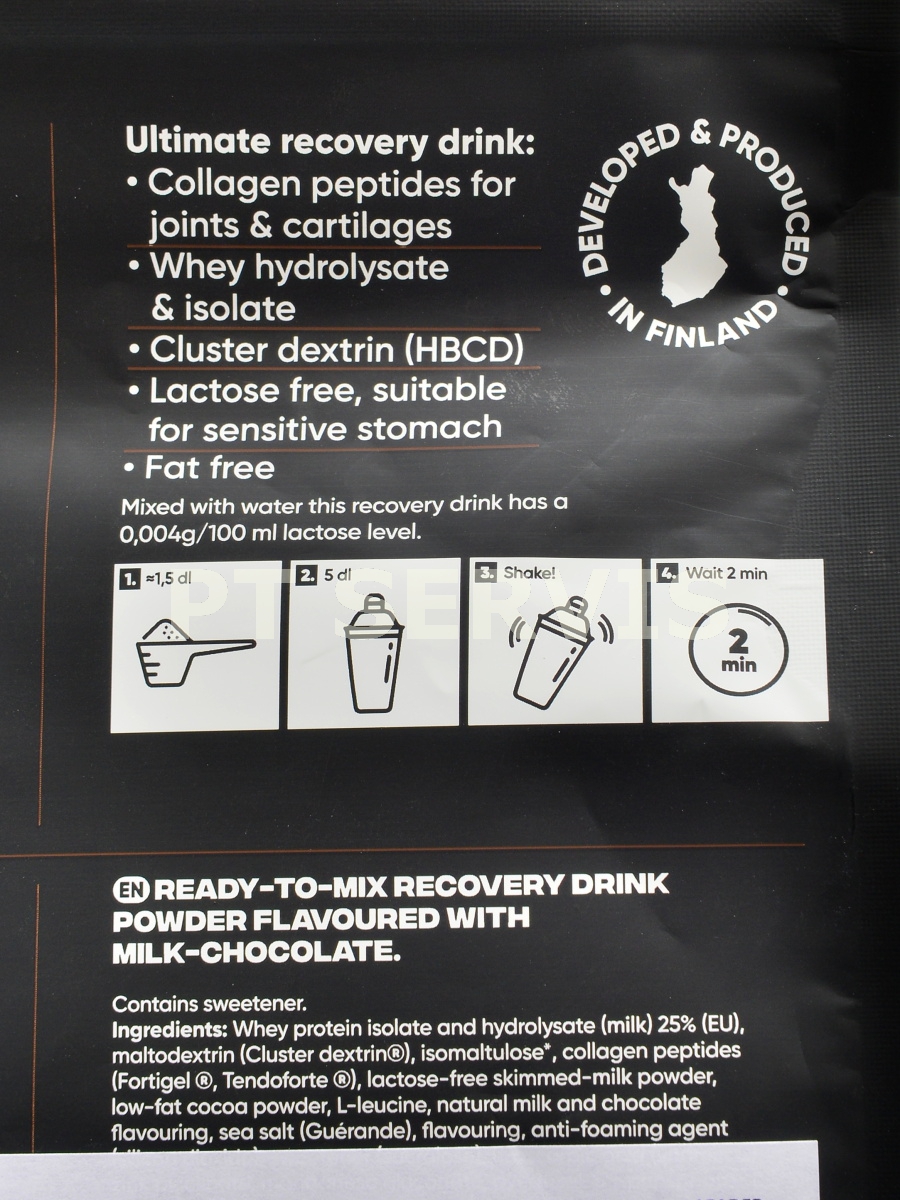 Ultimate recovery drink:
• Collagen peptides for
joints & cartilages
• Whey hydrolysate
& isolate
• Cluster dextrin (HBCD)
• Lactose free, suitable
for sensitive stomach
• Fat free
Mixed with water this recovery drink has a
0,004g/100 ml lactose level.
• DEVELOPED & PRODUCED •
IN FINLAND
1. ≈1,5 dl
2. 5 dl
3. Shake!
4. Wait 2 min
2
min
PT SERVIS
EN READY-TO-MIX RECOVERY DRINK
POWDER FLAVOURED WITH
MILK-CHOCOLATE.
Contains sweetener.
Ingredients: Whey protein isolate and hydrolysate (milk) 25% (EU),
maltodextrin (Cluster dextrin®), isomaltulose*, collagen peptides
(Fortigel ®, Tendoforte ®), lactose-free skimmed-milk powder,
low-fat cocoa powder, L-leucine, natural milk and chocolate
flavouring, sea salt (Guérande), flavouring, anti-foaming agent